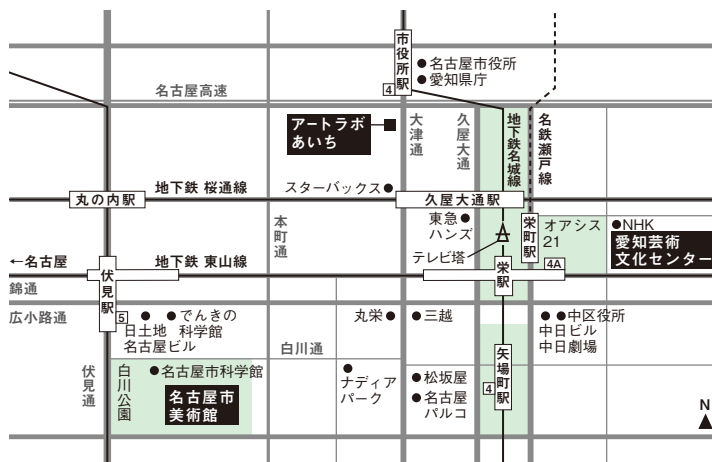 市役所駅
4
●名古屋市役所
●愛知県庁
名古屋高速
アートラボ
あいち
大津通
久屋大通
地下鉄名城線
名鉄瀬戸線
スターバックス●
丸の内駅
地下鉄 桜通線
久屋大通駅
本町通
東急●
ハンズ
テレビ塔
栄町駅
オアシス
21
●NHK
愛知芸術
文化センター
←名古屋
伏見駅
地下鉄 東山線
栄駅
4A
錦通
広小路通
5
●でんきの
科学館
日土地
名古屋ビル
丸栄●
●三越
●●中区役所
中日ビル
中日劇場
白川通
伏見通
白川公園
●名古屋市科学館
名古屋市
美術館
ナディア
パーク
●松坂屋
●名古屋
パルコ
4
矢場町駅
N